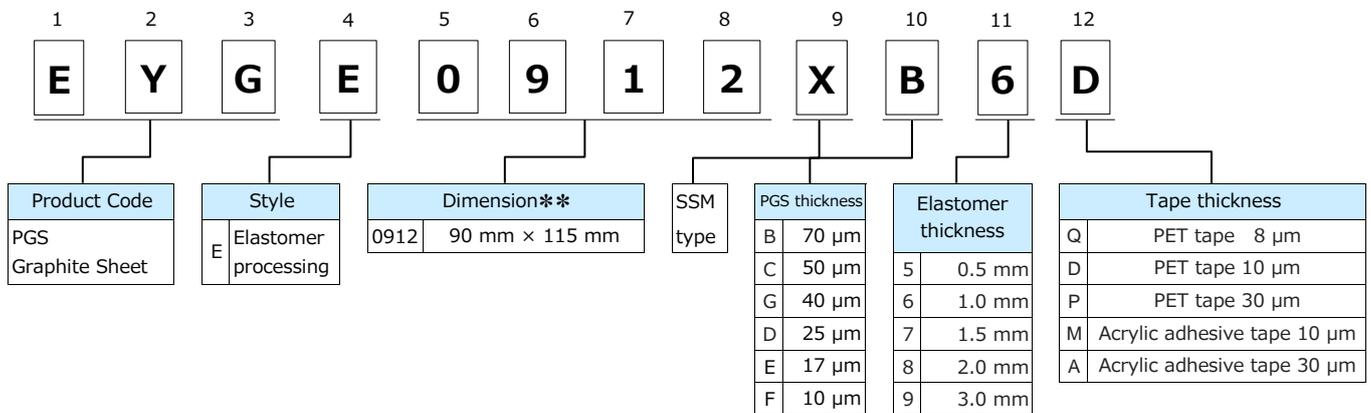 1 2 3 4 5 6 7 8 9 10 11 12
E Y G E 0 9 1 2 X B 6 D
Product Code
PGS
Graphite Sheet
Style
E Elastomer
processing
Dimension✻✻
0912 90 mm × 115 mm
SSM
type
PGS thickness
B 70 µm
C 50 µm
G 40 µm
D 25 µm
E 17 µm
F 10 µm
Elastomer
thickness
5 0.5 mm
6 1.0 mm
7 1.5 mm
8 2.0 mm
9 3.0 mm
Tape thickness
Q PET tape 8 µm
D PET tape 10 µm
P PET tape 30 µm
M Acrylic adhesive tape 10 µm
A Acrylic adhesive tape 30 µm